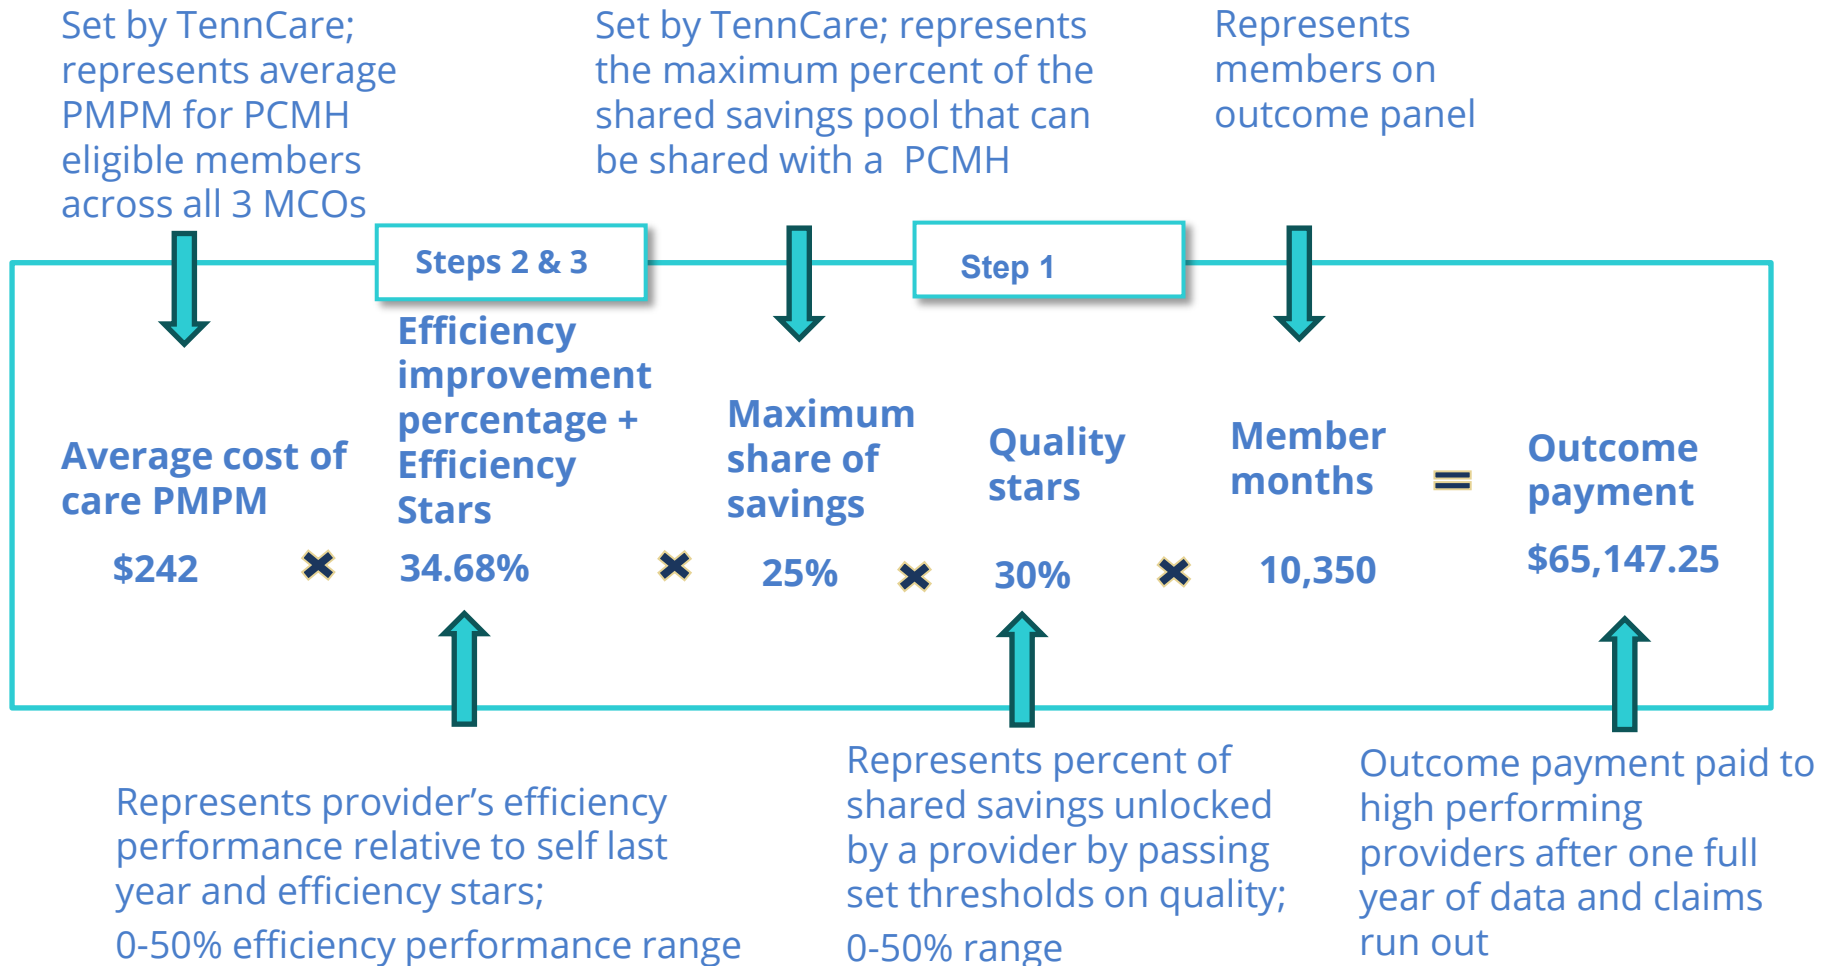 Set by TennCare;
represents average
PMPM for PCMH
eligible members
across all 3 MCOs
Set by TennCare; represents
the maximum percent of the
shared savings pool that can
be shared with a PCMH
Represents
members on
outcome panel
Steps 2 & 3
Step 1
Average cost of
care PMPM
$242
Efficiency
improvement
percentage +
Efficiency
Stars
34.68%
Maximum
share of
savings
25%
Quality
stars
30%
Member
months
10,350
=
Outcome
payment
$65,147.25
Represents provider’s efficiency
performance relative to self last
year and efficiency stars;
0-50% efficiency performance range
Represents percent of
shared savings unlocked
by a provider by passing
set thresholds on quality;
0-50% range
Outcome payment paid to
high performing
providers after one full
year of data and claims
run out